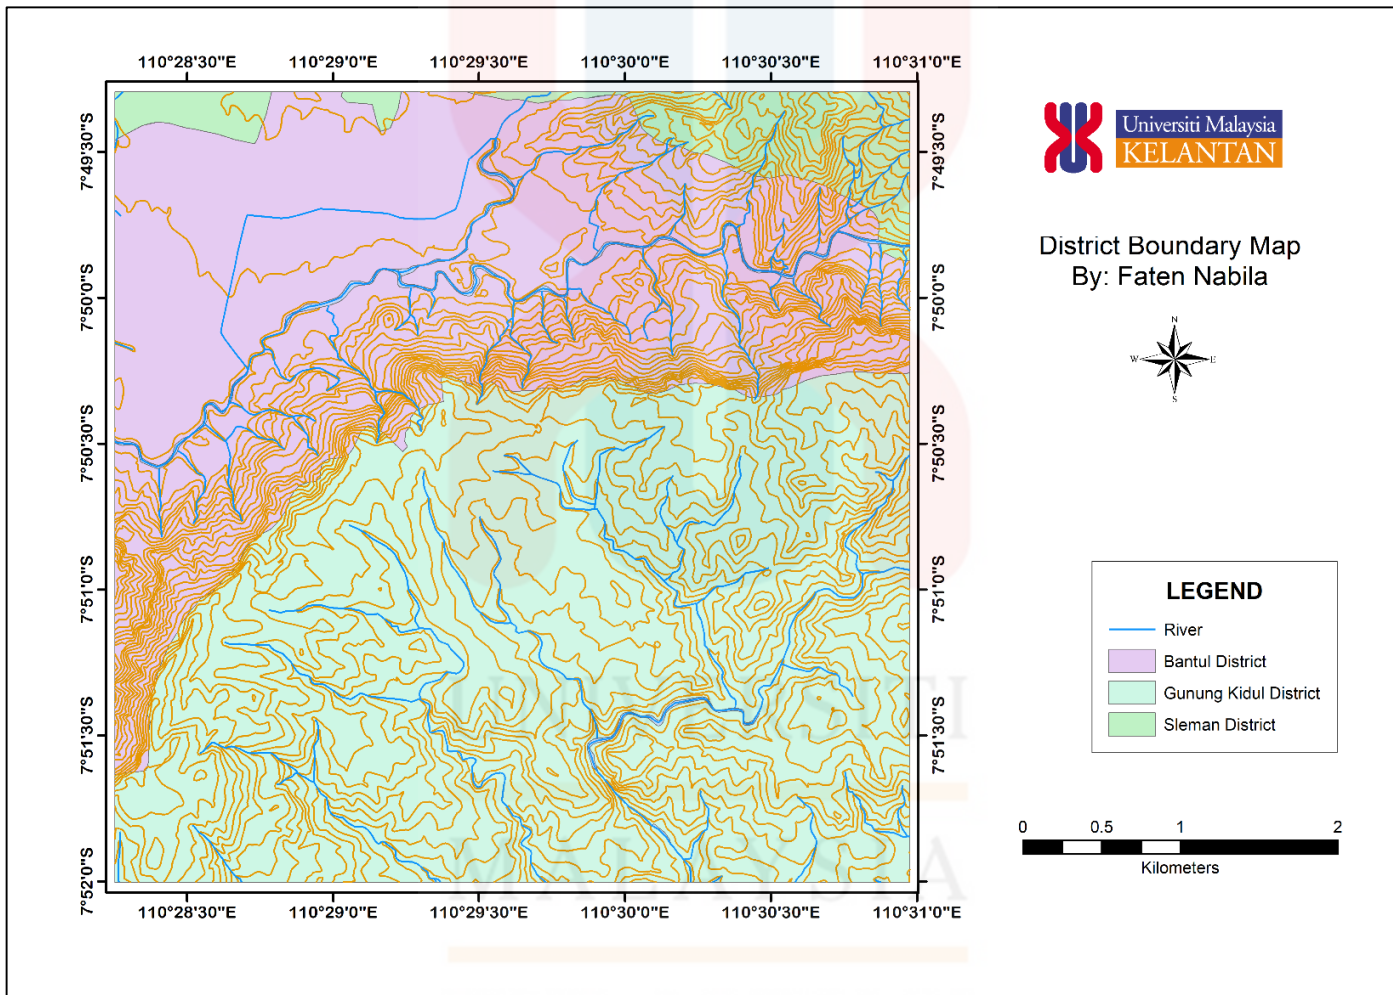 110°28'30"E 110°29'0"E 110°29'30"E 110°30'0"E 110°30'30"E 110°31'0"E
7°49'30"S 7°49'30"S
7°50'0"S 7°50'0"S
7°50'30"S 7°50'30"S
7°51'0"S 7°51'0"S
7°51'30"S 7°51'30"S
7°52'0"S
110°28'30"E 110°29'0"E 110°29'30"E 110°30'0"E 110°30'30"E 110°31'0"E
Universiti Malaysia
KELANTAN
District Boundary Map
By: Faten Nabila
N
W E
S
LEGEND
River
Bantul District
Gunung Kidul District
Sleman District
0 0.5 1 2
Kilometers
UNIVERSITI
MALAYSIA